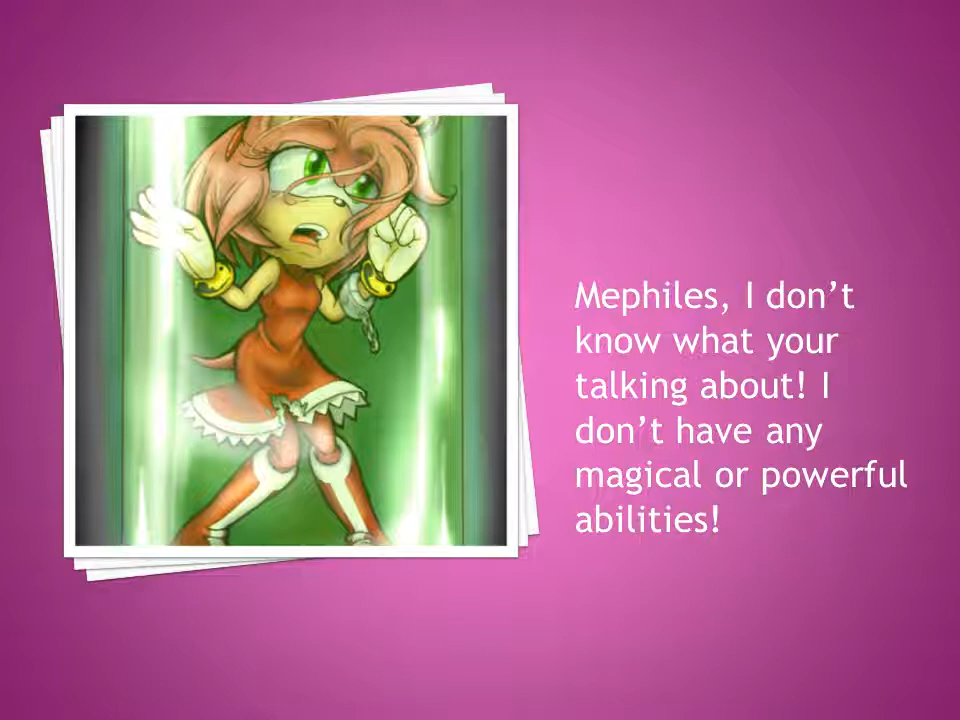 Mephiles, I don’t
know what your
talking about! I
don’t have any
magical or powerful
abilities!